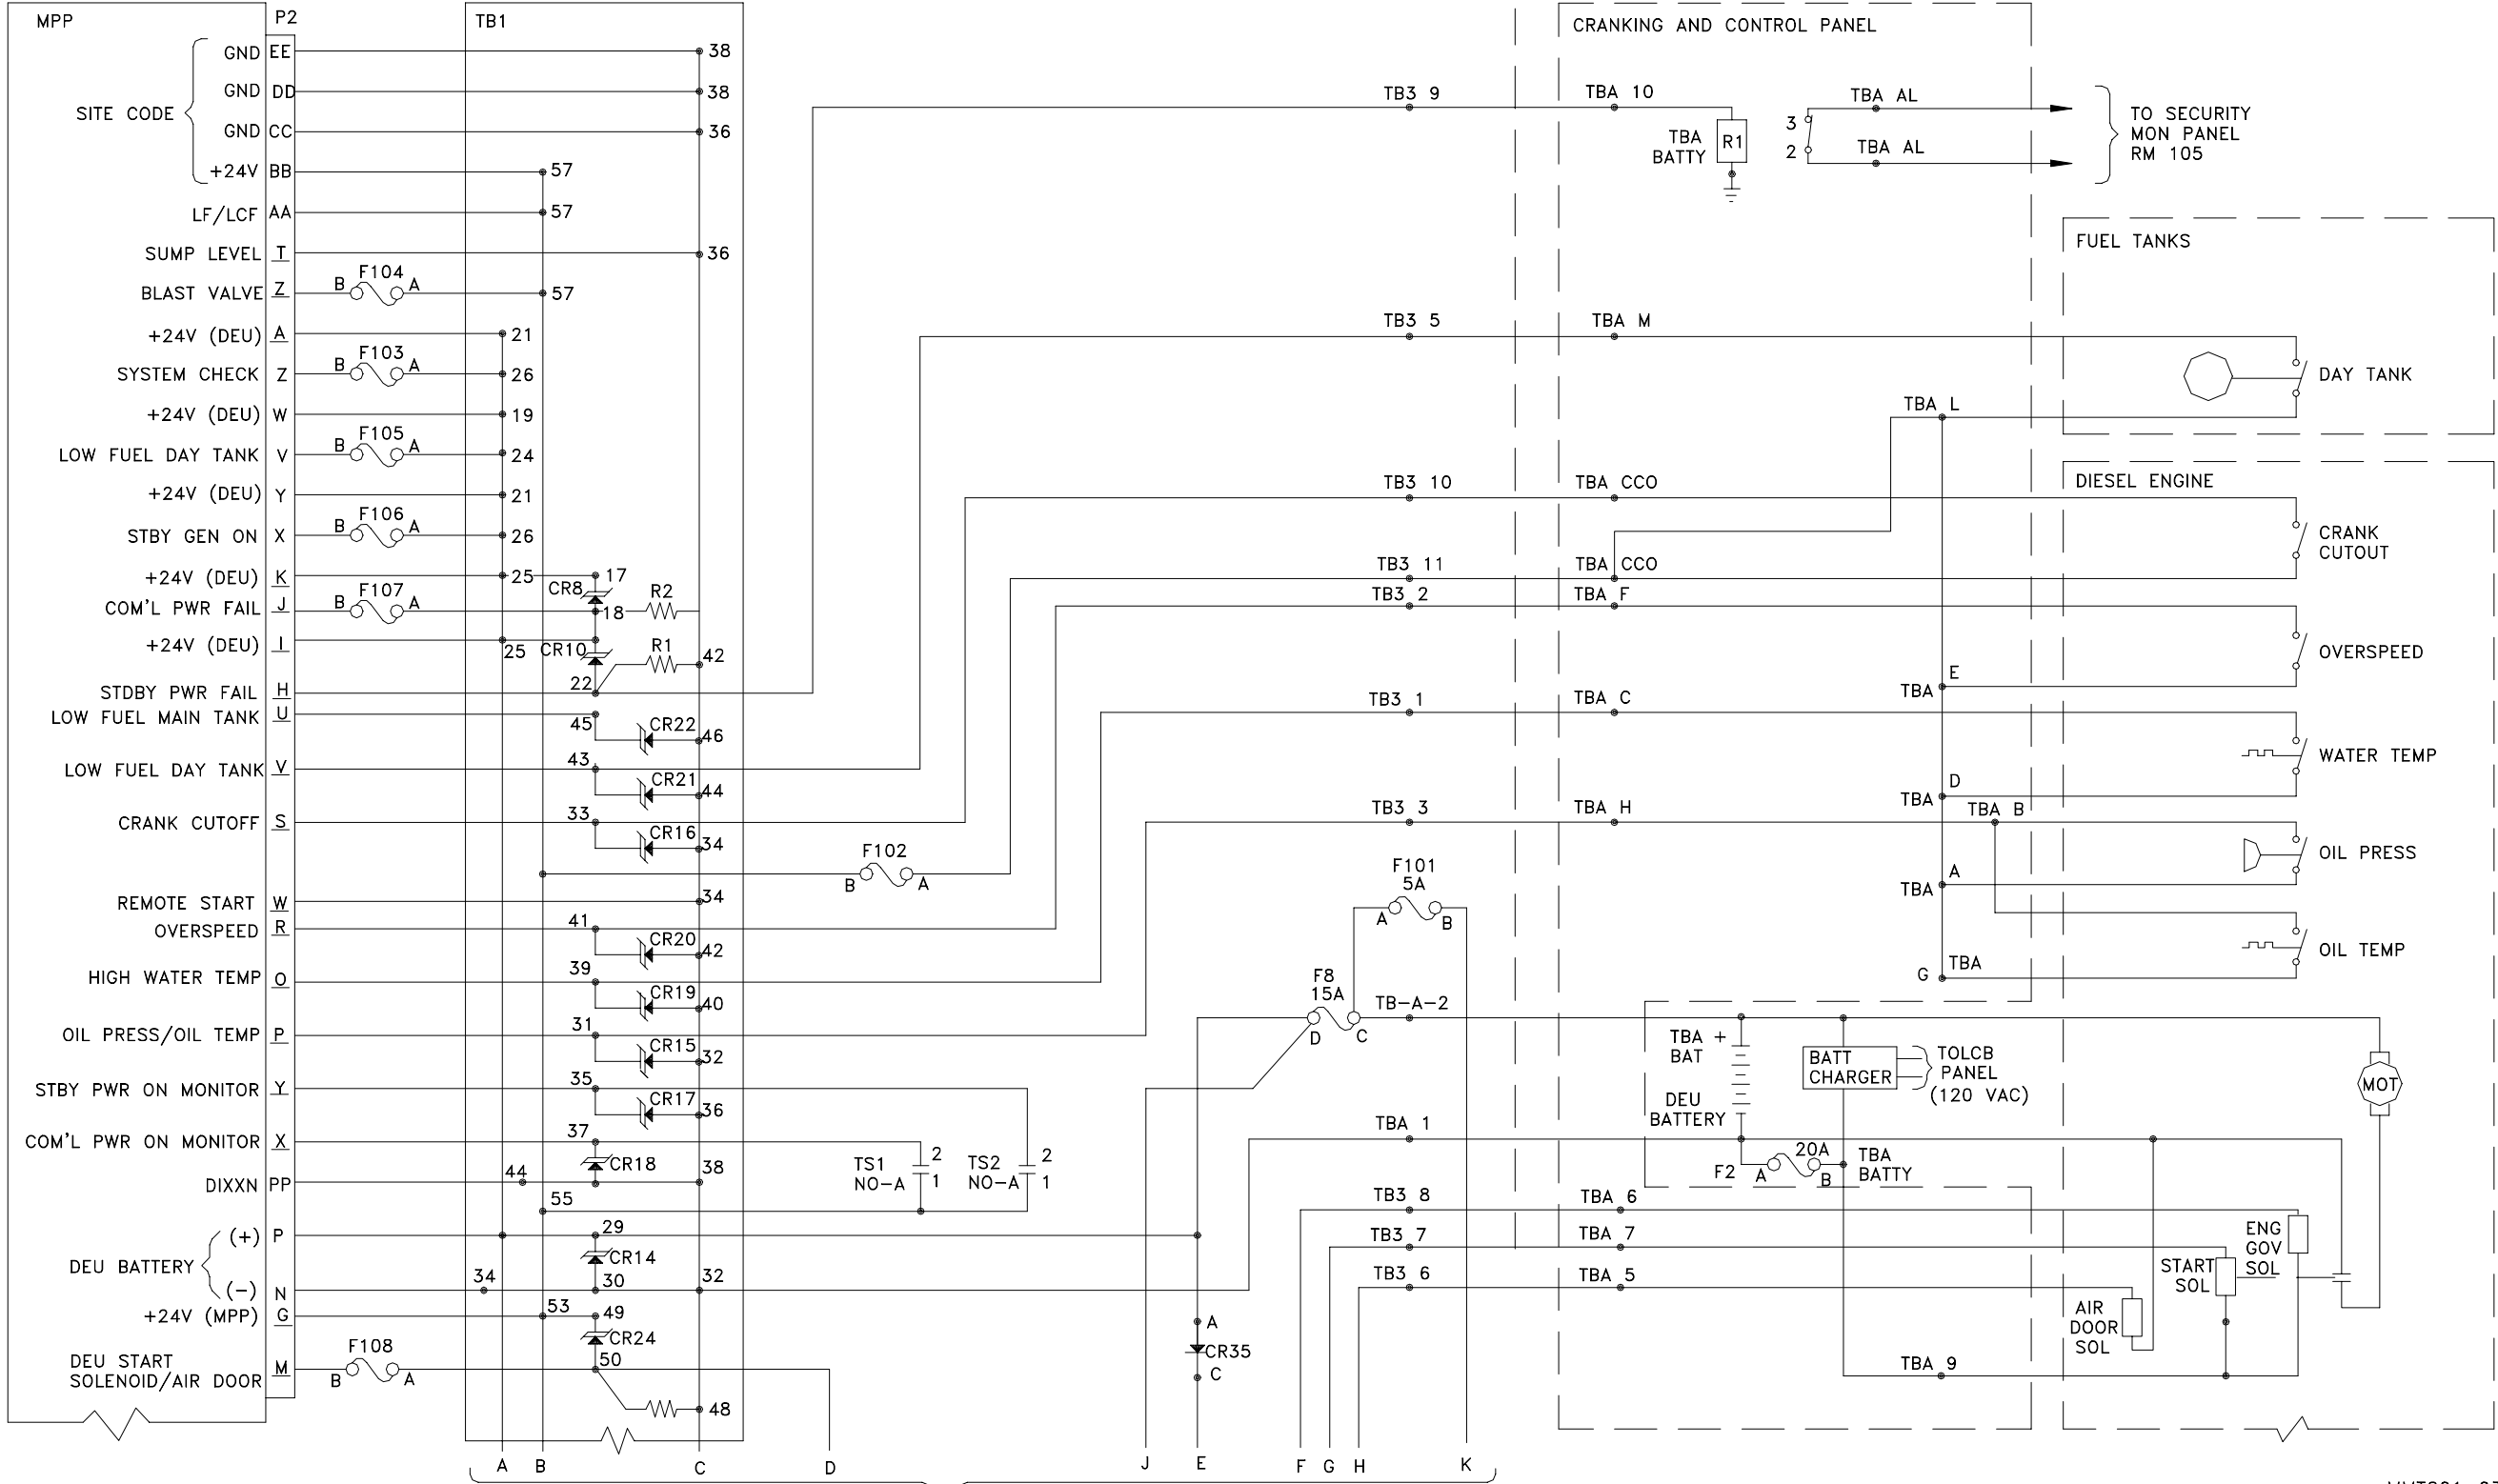 MPP
P2
TB1
CRANKING AND CONTROL PANEL
SITE CODE
GND EE 38
GND DD 38
GND CC 36
+24V BB 57
LF/LCF AA 57
SUMP LEVEL T 36
BLAST VALVE Z B F104 A 57
+24V (DEU) A 21
SYSTEM CHECK Z B F103 A 26
+24V (DEU) W 19
LOW FUEL DAY TANK V B F105 A 24
+24V (DEU) Y 21
STBY GEN ON X B F106 A 26
+24V (DEU) K 25 17
CR8
COM'L PWR FAIL J B F107 A 18 R2
+24V (DEU) I 25 CR10 R1 42
STDBY PWR FAIL H 22
LOW FUEL MAIN TANK U 45 CR22 46
LOW FUEL DAY TANK V 43 CR21 44
CRANK CUTOFF S 33 CR16 34
B F102 A
REMOTE START W 34
OVERSPEED R 41 CR20 42
HIGH WATER TEMP O 39 CR19 40
OIL PRESS/OIL TEMP P 31 CR15 32
STBY PWR ON MONITOR Y 35 CR17 36
COM'L PWR ON MONITOR X 37 CR18 38
DIXXN PP 44
55
TS1
NO-A
2
1
TS2
NO-A
2
1
DEU BATTERY
(+) P 29
CR14
(-) N 34 30 32
+24V (MPP) G 53 49
CR24
DEU START
SOLENOID/AIR DOOR M B F108 A 50
48
A B C D J E F G H K
TB3 9 TBA 10
TBA
BATTY
R1
3
2
TBA AL
TBA AL
TO SECURITY
MON PANEL
RM 105
FUEL TANKS
TB3 5 TBA M
DAY TANK
TBA L
DIESEL ENGINE
TB3 10 TBA CCO
CRANK
CUTOUT
TB3 11 TBA CCO
TB3 2 TBA F
OVERSPEED
E
TBA
TB3 1 TBA C
WATER TEMP
D
TBA
TB3 3 TBA H TBA B
OIL PRESS
A
TBA
OIL TEMP
G TBA
F101
5A
A B
F8
15A
D C
TB-A-2
TBA +
BAT
DEU
BATTERY
BATT
CHARGER
TOLCB
PANEL
(120 VAC)
MOT
TBA 1
F2 A 20A B
TBA
BATTY
TB3 8 TBA 6
TB3 7 TBA 7
TB3 6 TBA 5
ENG
GOV
SOL
START
SOL
AIR
DOOR
SOL
TBA 9
A
CR35
C